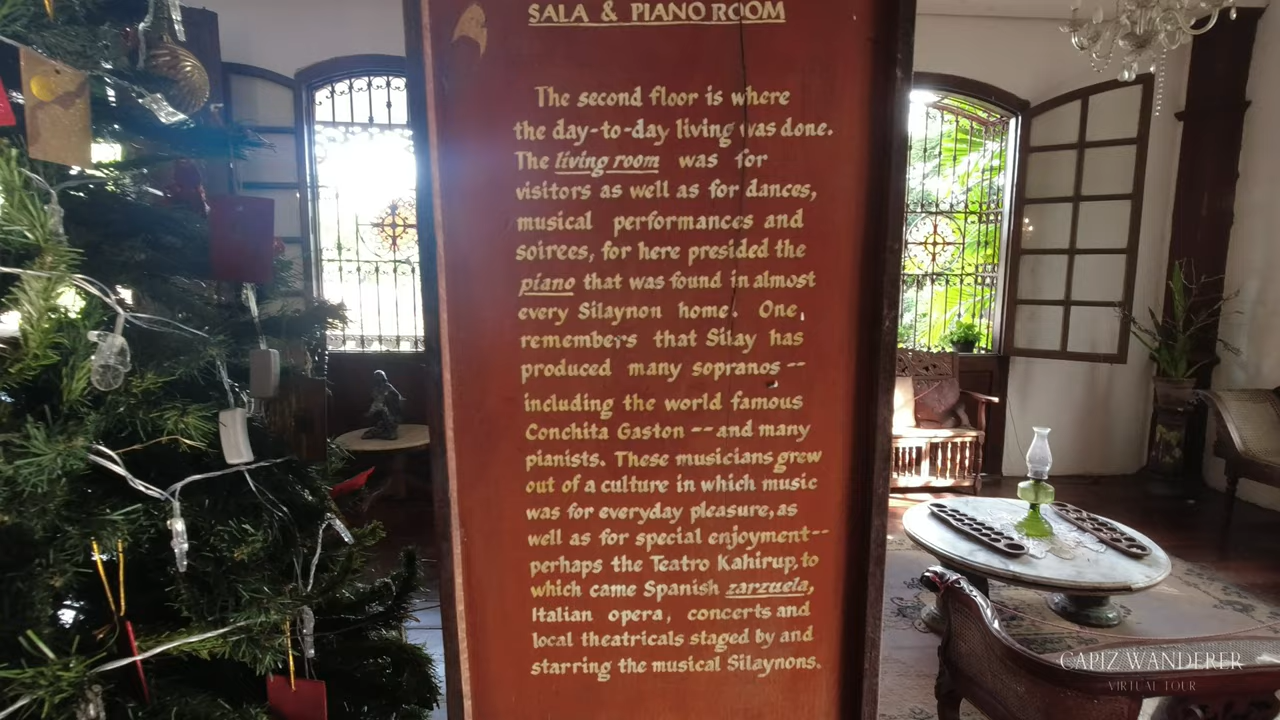 SALA & PIANO ROOM
The second floor is where
the day-to-day living was done.
The living room was for
visitors as well as for dances,
musical performances and
soirees, for here presided the
piano that was found in almost
every Silaynon home. One,
remembers that Silay has
produced many sopranos --
including the world famous
Conchita Gaston -- and many
pianists. These musicians grew
out of a culture in which music
was for everyday pleasure, as
well as for special enjoyment--
perhaps the Teatro Kahirup, to
which came Spanish zarzuela,
Italian opera, concerts and
local theatricals staged by and
starring the musical Silaynons.
CAPIZ WANDERER
VIRTUAL TOUR